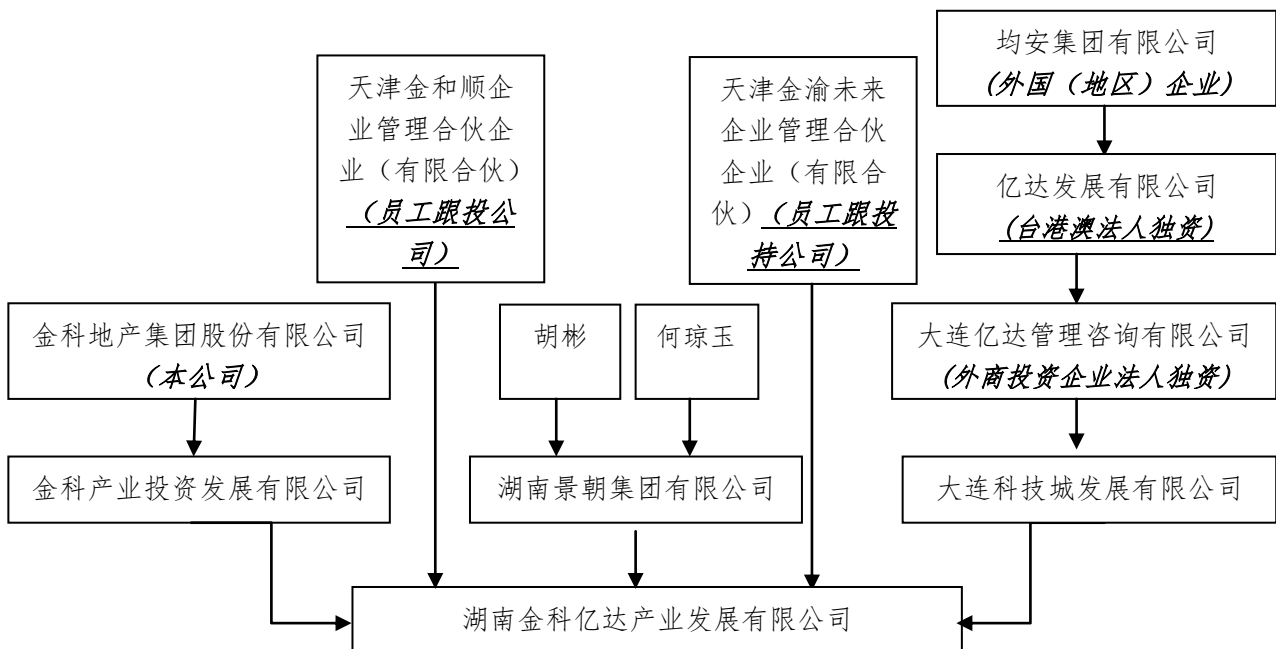 均安集团有限公司
(外国（地区）企业)
天津金和顺企
业管理合伙企
业（有限合伙）
（员工跟投公
司）
天津金渝未来
企业管理合伙
企业（有限合
伙）（员工跟投
持公司）
亿达发展有限公司
(台港澳法人独资)
金科地产集团股份有限公司
（本公司）
胡彬
何琼玉
大连亿达管理咨询有限公司
(外商投资企业法人独资)
金科产业投资发展有限公司
湖南景朝集团有限公司
大连科技城发展有限公司
湖南金科亿达产业发展有限公司